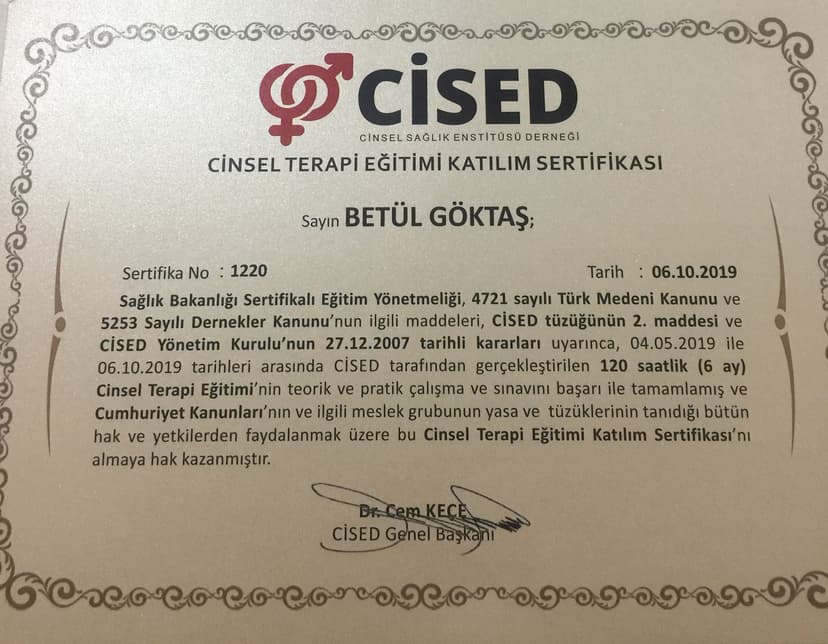 CİSED
CİNSEL SAĞLIK ENSTİTÜSÜ DERNEĞİ
CİNSEL TERAPİ EĞİTİMİ KATILIM SERTİFİKASI
Sayın BETÜL GÖKTAŞ;
Sertifika No : 1220 Tarih : 06.10.2019
Sağlık Bakanlığı Sertifikalı Eğitim Yönetmeliği, 4721 sayılı Türk Medeni Kanunu ve
5253 Sayılı Dernekler Kanunu'nun ilgili maddeleri, CİSED tüzüğünün 2. maddesi ve
CİSED Yönetim Kurulu'nun 27.12.2007 tarihli kararları uyarınca, 04.05.2019 ile
06.10.2019 tarihleri arasında CİSED tarafından gerçekleştirilen 120 saatlik (6 ay)
Cinsel Terapi Eğitimi'nin teorik ve pratik çalışma ve sınavını başarı ile tamamlamış ve
Cumhuriyet Kanunları'nın ve ilgili meslek grubunun yasa ve tüzüklerinin tanıdığı bütün
hak ve yetkilerden faydalanmak üzere bu Cinsel Terapi Eğitimi Katılım Sertifikası'nı
almaya hak kazanmıştır.
Dr. Cem KEÇE
CİSED Genel Başkanı